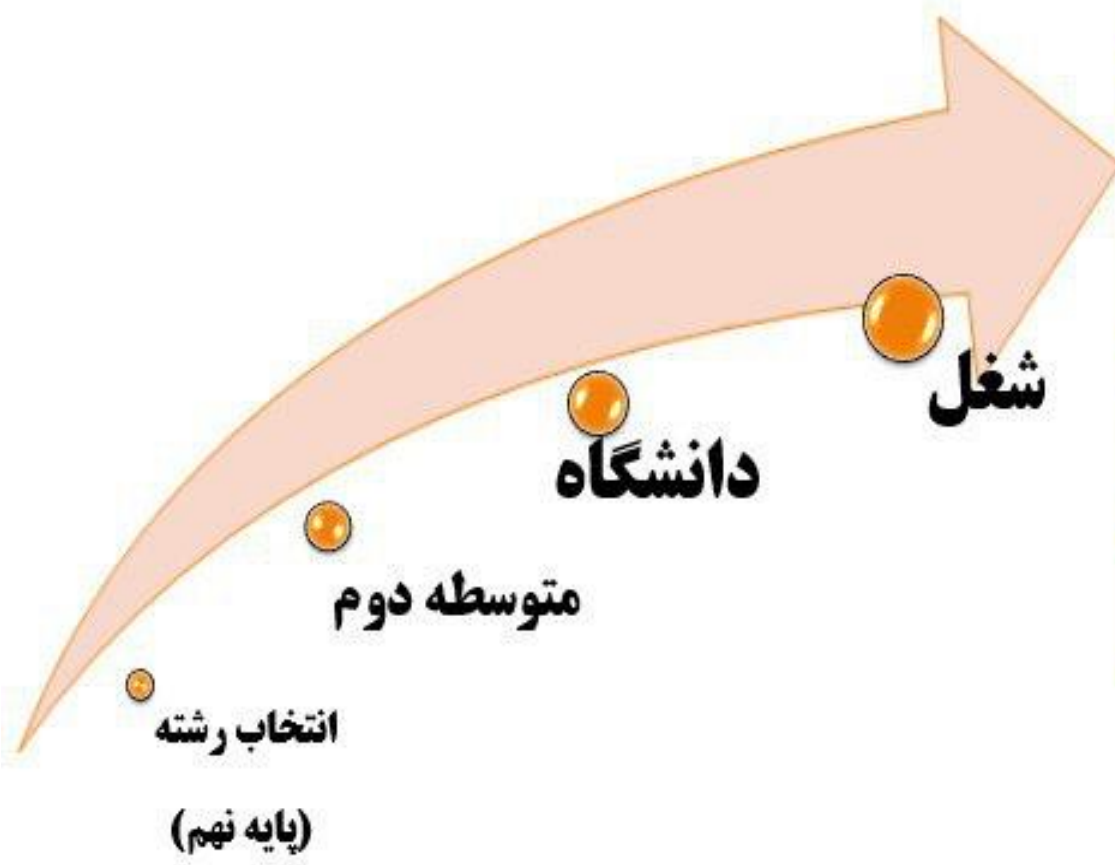 شغل
دانشگاه
متوسطه دوم
انتخاب رشته
(پایه نهم)